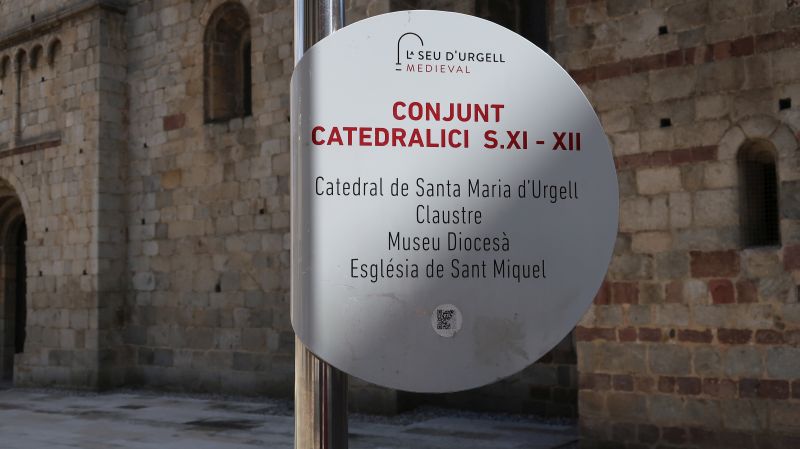 LA SEU D'URGELL
MEDIEVAL
CONJUNT
CATEDRALICI S.XI - XII
Catedral de Santa Maria d'Urgell
Claustre
Museu Diocesà
Església de Sant Miquel